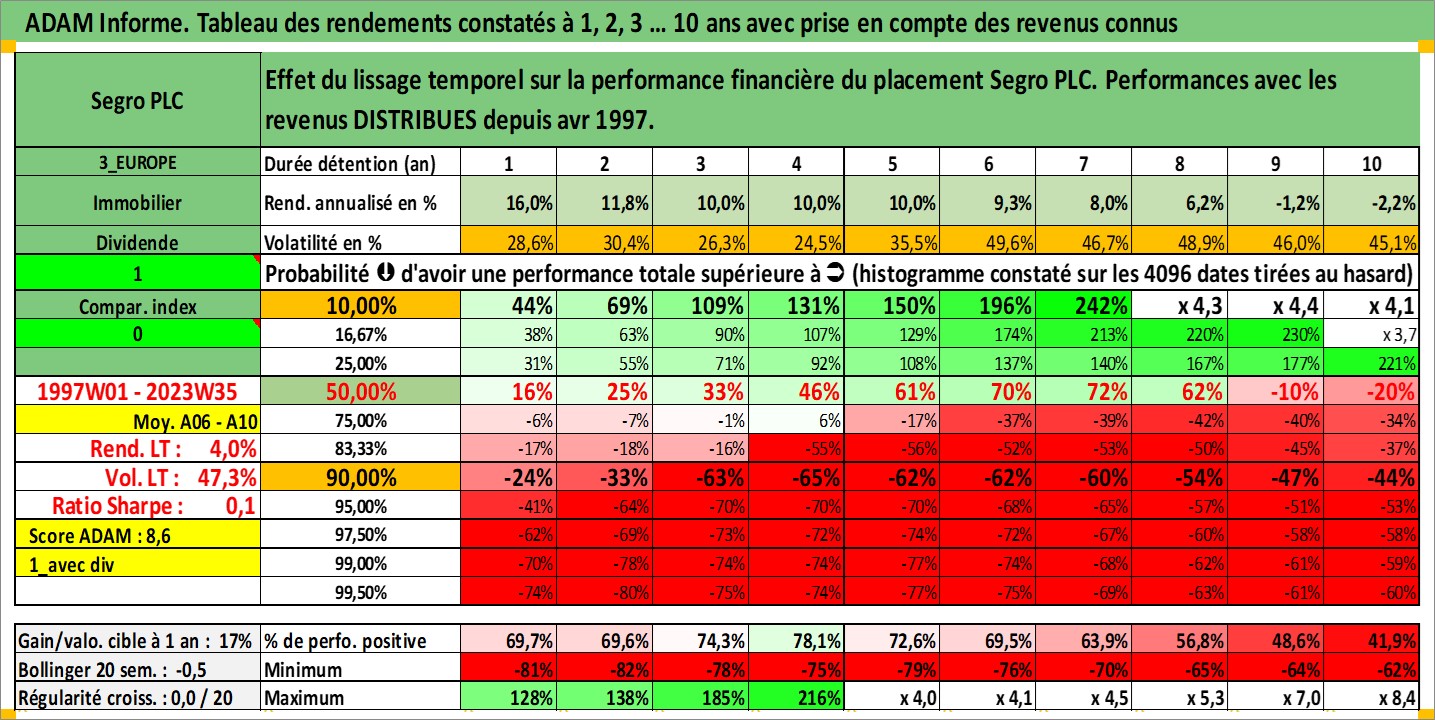 ADAM Informe. Tableau des rendements constatés à 1, 2, 3 ... 10 ans avec prise en compte des revenus connus
Segro PLC
Effet du lissage temporel sur la performance financière du placement Segro PLC. Performances avec les
revenus DISTRIBUES depuis avr 1997.
3_EUROPE Durée détention (an) 1 2 3 4 5 6 7 8 9 10
Immobilier Rend. annualisé en % 16,0% 11,8% 10,0% 10,0% 10,0% 9,3% 8,0% 6,2% -1,2% -2,2%
Dividende Volatilité en % 28,6% 30,4% 26,3% 24,5% 35,5% 49,6% 46,7% 48,9% 46,0% 45,1%
1 Probabilité d'avoir une performance totale supérieure à (histogramme constaté sur les 4096 dates tirées au hasard)
Compar. index 10,00% 44% 69% 109% 131% 150% 196% 242% x 4,3 x 4,4 x 4,1
0 16,67% 38% 63% 90% 107% 129% 174% 213% 220% 230% x 3,7
25,00% 31% 55% 71% 92% 108% 137% 140% 167% 177% 221%
1997W01 - 2023W35 50,00% 16% 25% 33% 46% 61% 70% 72% 62% -10% -20%
Moy. A06 - A10 75,00% -6% -7% -1% 6% -17% -37% -39% -42% -40% -34%
Rend. LT : 4,0% 83,33% -17% -18% -16% -55% -56% -52% -53% -50% -45% -37%
Vol. LT : 47,3% 90,00% -24% -33% -63% -65% -62% -62% -60% -54% -47% -44%
Ratio Sharpe : 0,1 95,00% -41% -64% -70% -70% -70% -68% -65% -57% -51% -53%
Score ADAM : 8,6 97,50% -62% -69% -73% -72% -74% -72% -67% -60% -58% -58%
1_avec div 99,00% -70% -78% -74% -74% -77% -74% -68% -62% -61% -59%
99,50% -74% -80% -75% -74% -77% -75% -69% -63% -61% -60%
Gain/valo. cible à 1 an : 17% % de perfo. positive 69,7% 69,6% 74,3% 78,1% 72,6% 69,5% 63,9% 56,8% 48,6% 41,9%
Bollinger 20 sem. : -0,5 Minimum -81% -82% -78% -75% -79% -76% -70% -65% -64% -62%
Régularité croiss. : 0,0 / 20 Maximum 128% 138% 185% 216% x 4,0 x 4,1 x 4,5 x 5,3 x 7,0 x 8,4